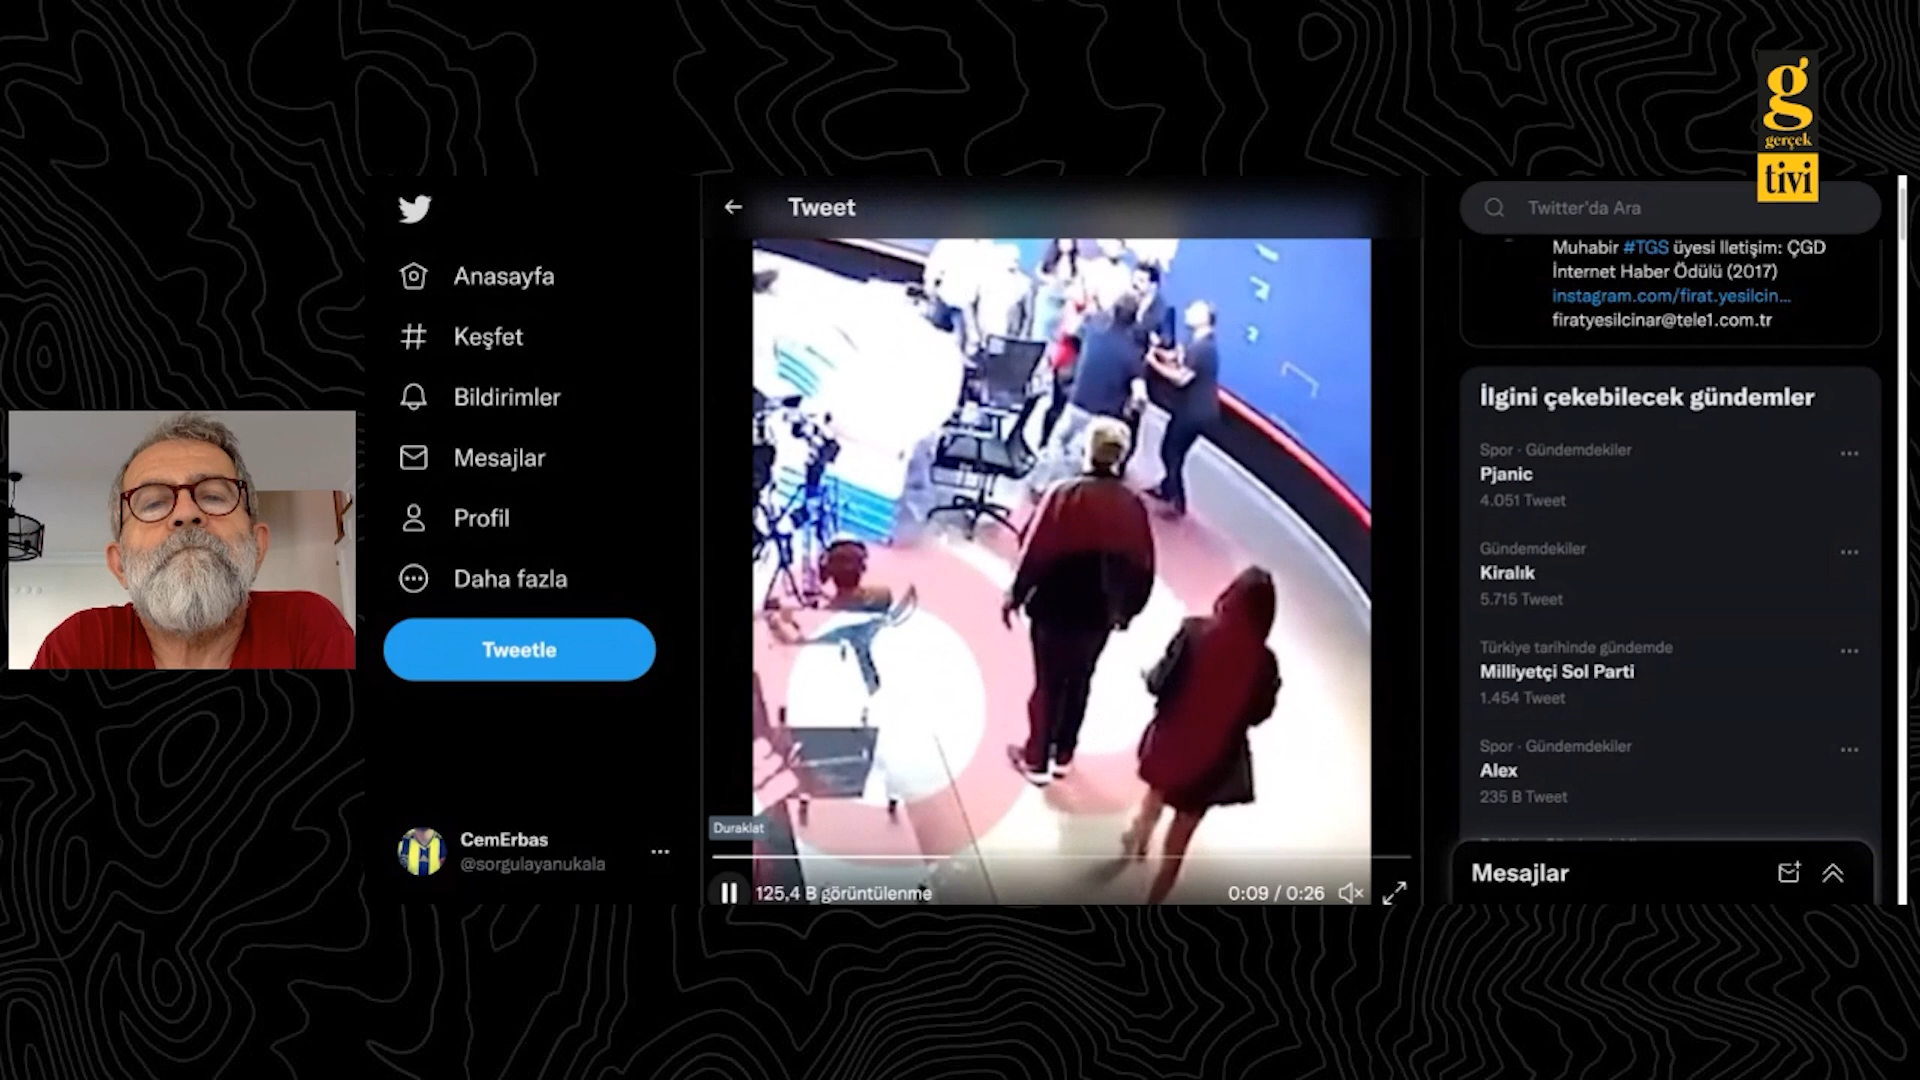 g
gerçek
tivi
Anasayfa
Keşfet
Bildirimler
Mesajlar
Profil
Daha fazla
Tweetle
CemErbas
@sorgulayanukala
Tweet
Duraklat
125,4 B görüntülenme
0:09 / 0:26
Twitter'da Ara
Muhabir #TGS üyesi İletişim: ÇGD
İnternet Haber Ödülü (2017)
instagram.com/firat.yesilcin...
firatyesilcinar@tele1.com.tr
İlgini çekebilecek gündemler
Spor · Gündemdekiler
Pjanic
4.051 Tweet
Gündemdekiler
Kiralık
5.715 Tweet
Türkiye tarihinde gündemde
Milliyetçi Sol Parti
1.454 Tweet
Spor · Gündemdekiler
Alex
235 B Tweet
Mesajlar